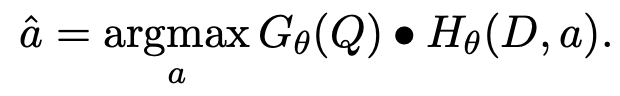 â = argmax G_θ(Q) • H_θ(D, a).
a